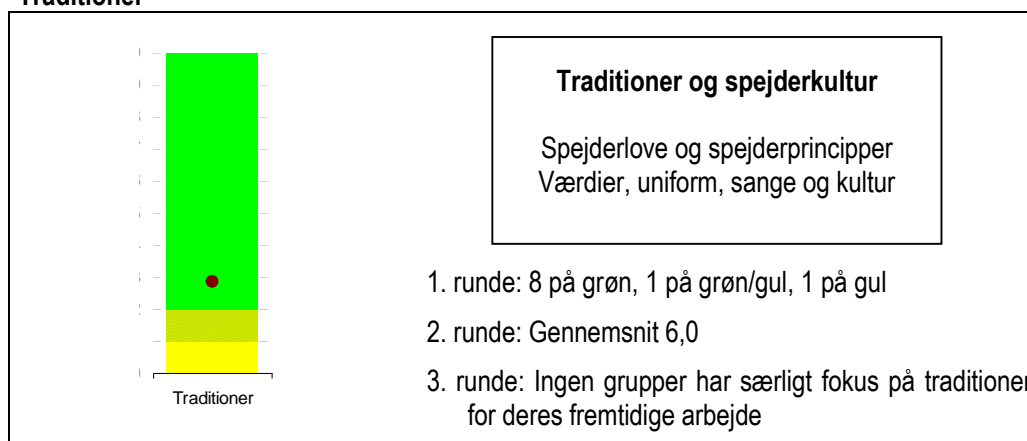 Traditioner og spejderkultur
Spejderlove og spejderprincipper
Værdier, uniform, sange og kultur
1. runde: 8 på grøn, 1 på grøn/gul, 1 på gul
2. runde: Gennemsnit 6,0
3. runde: Ingen grupper har særligt fokus på traditioner
for deres fremtidige arbejde
Traditioner